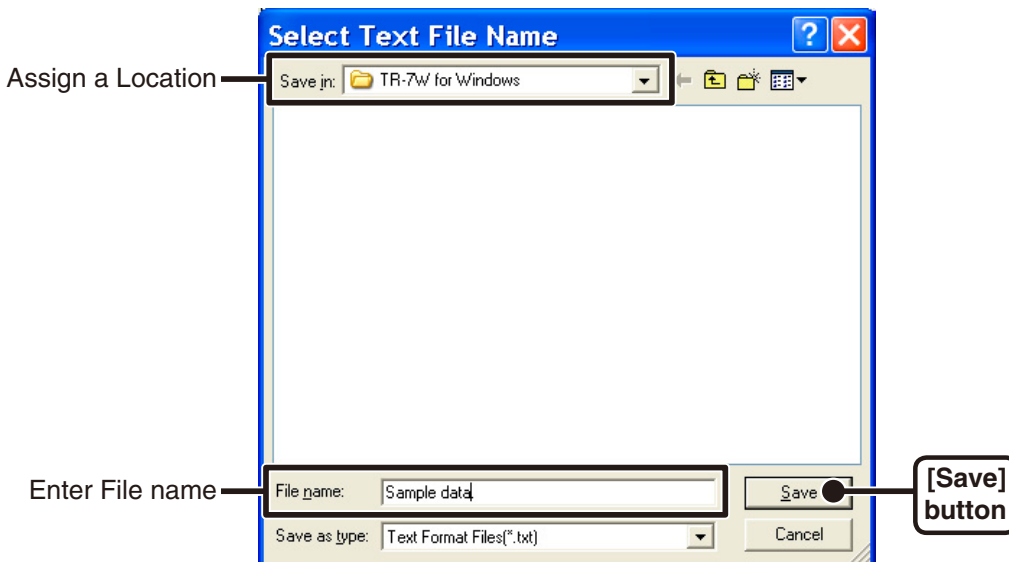 Select Text File Name
Assign a Location
Save in: TR-7W for Windows
Enter File name
File name: Sample data
Save
[Save]
button
Save as type: Text Format Files(*.txt)
Cancel